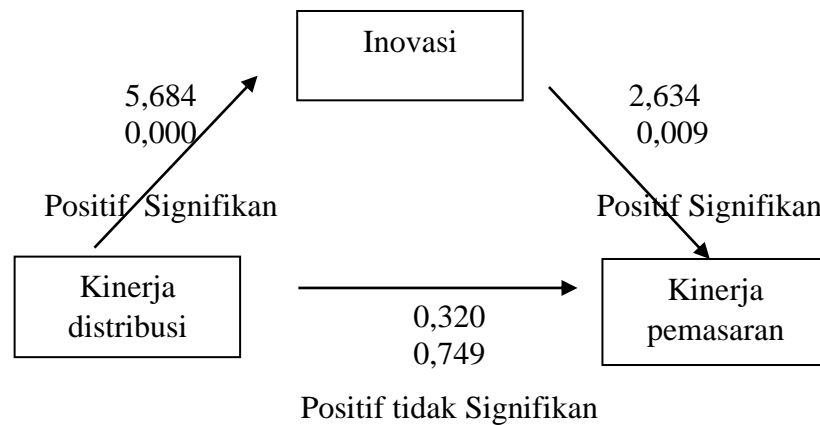 Inovasi
5,684
0,000
2,634
0,009
Positif Signifikan
Positif Signifikan
Kinerja
distribusi
0,320
0,749
Kinerja
pemasaran
Positif tidak Signifikan